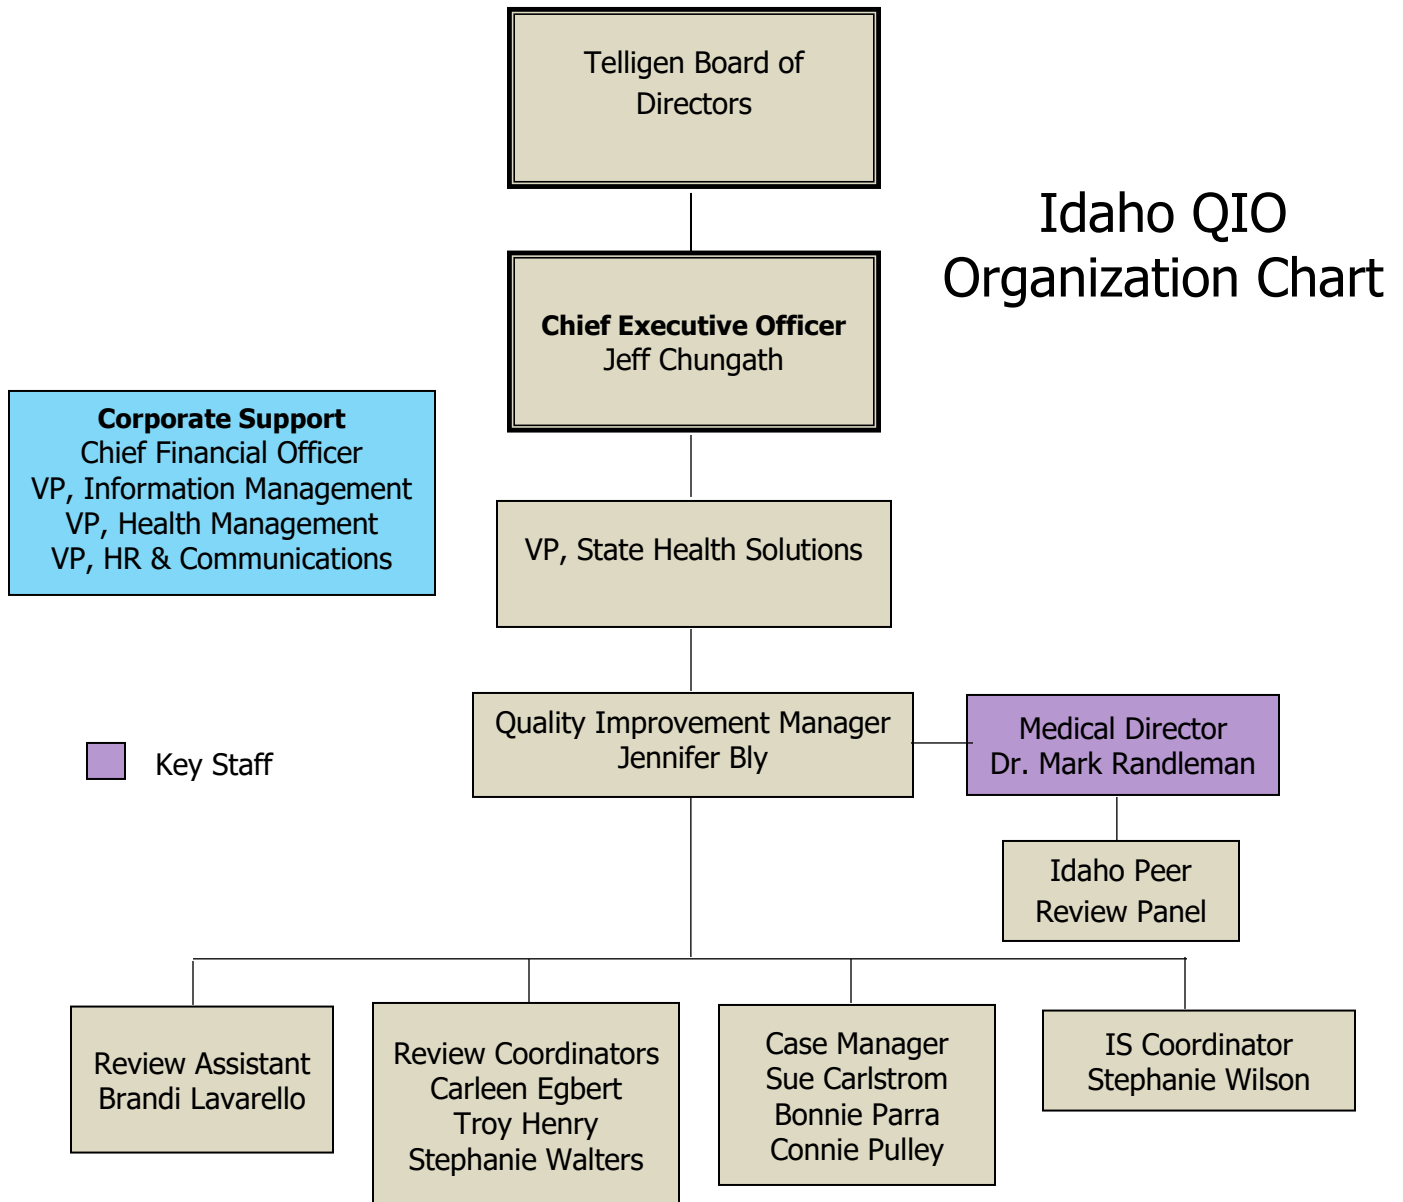 Telligen Board of
Directors
Idaho QIO
Organization Chart
Chief Executive Officer
Jeff Chungath
Corporate Support
Chief Financial Officer
VP, Information Management
VP, Health Management
VP, HR & Communications
VP, State Health Solutions
Quality Improvement Manager
Jennifer Bly
Medical Director
Dr. Mark Randleman
Key Staff
Idaho Peer
Review Panel
Review Assistant
Brandi Lavarello
Review Coordinators
Carleen Egbert
Troy Henry
Stephanie Walters
Case Manager
Sue Carlstrom
Bonnie Parra
Connie Pulley
IS Coordinator
Stephanie Wilson